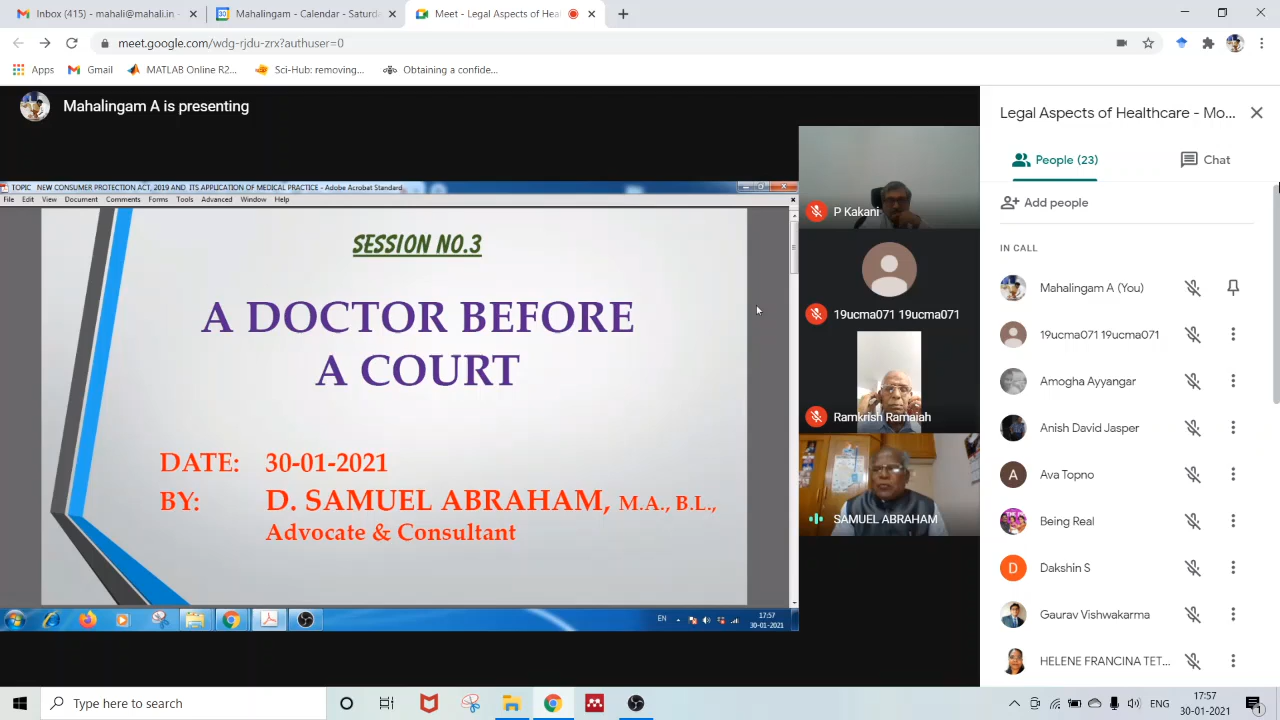 Inbox (415) - mahali@mahali.in
Mahalingam - Calendar - Saturd
Meet - Legal Aspects of Hea
meet.google.com/wdg-rjdu-zrx?authuser=0
Apps
Gmail
MATLAB Online R2...
Sci-Hub: removing...
Obtaining a confide...
Mahalingam A is presenting
TOPIC NEW CONSUMER PROTECTION ACT, 2019 AND ITS APPLICATION OF MEDICAL PRACTICE - Adobe Acrobat Standard
File Edit View Document Comments Forms Tools Advanced Window Help
SESSION NO.3
A DOCTOR BEFORE
A COURT
DATE: 30-01-2021
BY: D. SAMUEL ABRAHAM, M.A., B.L.,
Advocate & Consultant
EN
17:57
30-01-2021
P Kakani
19ucma071 19ucma071
Ramkrish Ramaiah
SAMUEL ABRAHAM
Legal Aspects of Healthcare - Mo...
People (23)
Chat
Add people
IN CALL
Mahalingam A (You)
19ucma071 19ucma071
Amogha Ayyangar
Anish David Jasper
A
Ava Topno
Being Real
D
Dakshin S
Gaurav Vishwakarma
HELENE FRANCINA TET...
Type here to search
ENG
17:57
30-01-2021
1